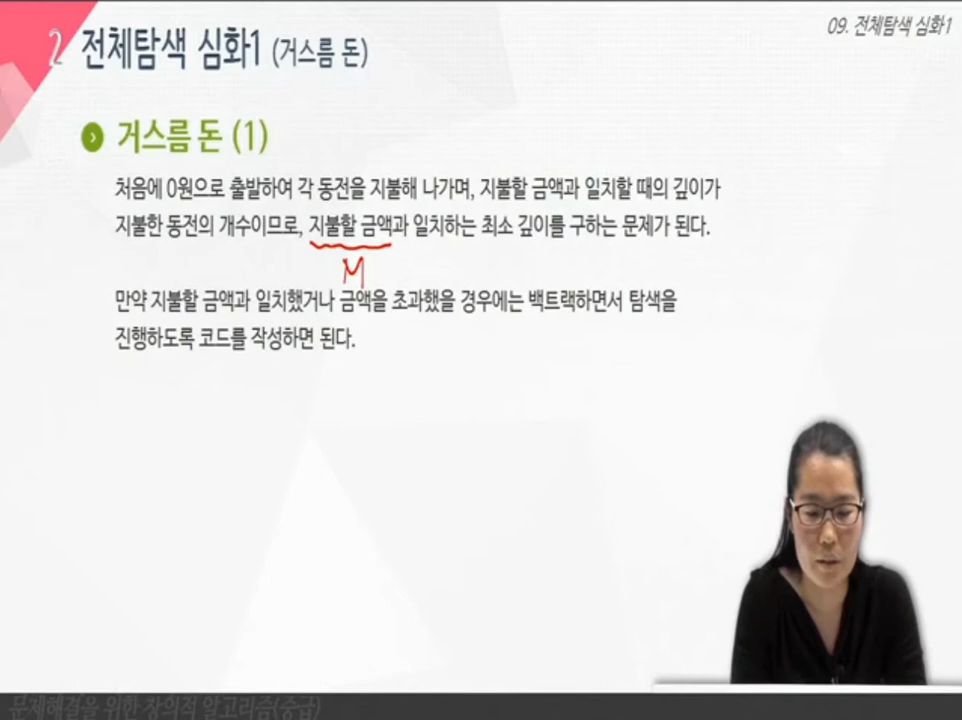 09. 전체탐색 심화1
2 전체탐색 심화1 (거스름 돈)
거스름 돈 (1)
처음에 0원으로 출발하여 각 동전을 지불해 나가며, 지불할 금액과 일치할 때의 깊이가
지불한 동전의 개수이므로, 지불할 금액과 일치하는 최소 깊이를 구하는 문제가 된다.
M
만약 지불할 금액과 일치했거나 금액을 초과했을 경우에는 백트랙하면서 탐색을
진행하도록 코드를 작성하면 된다.
문제해결을 위한 창의적 알고리즘(중급)